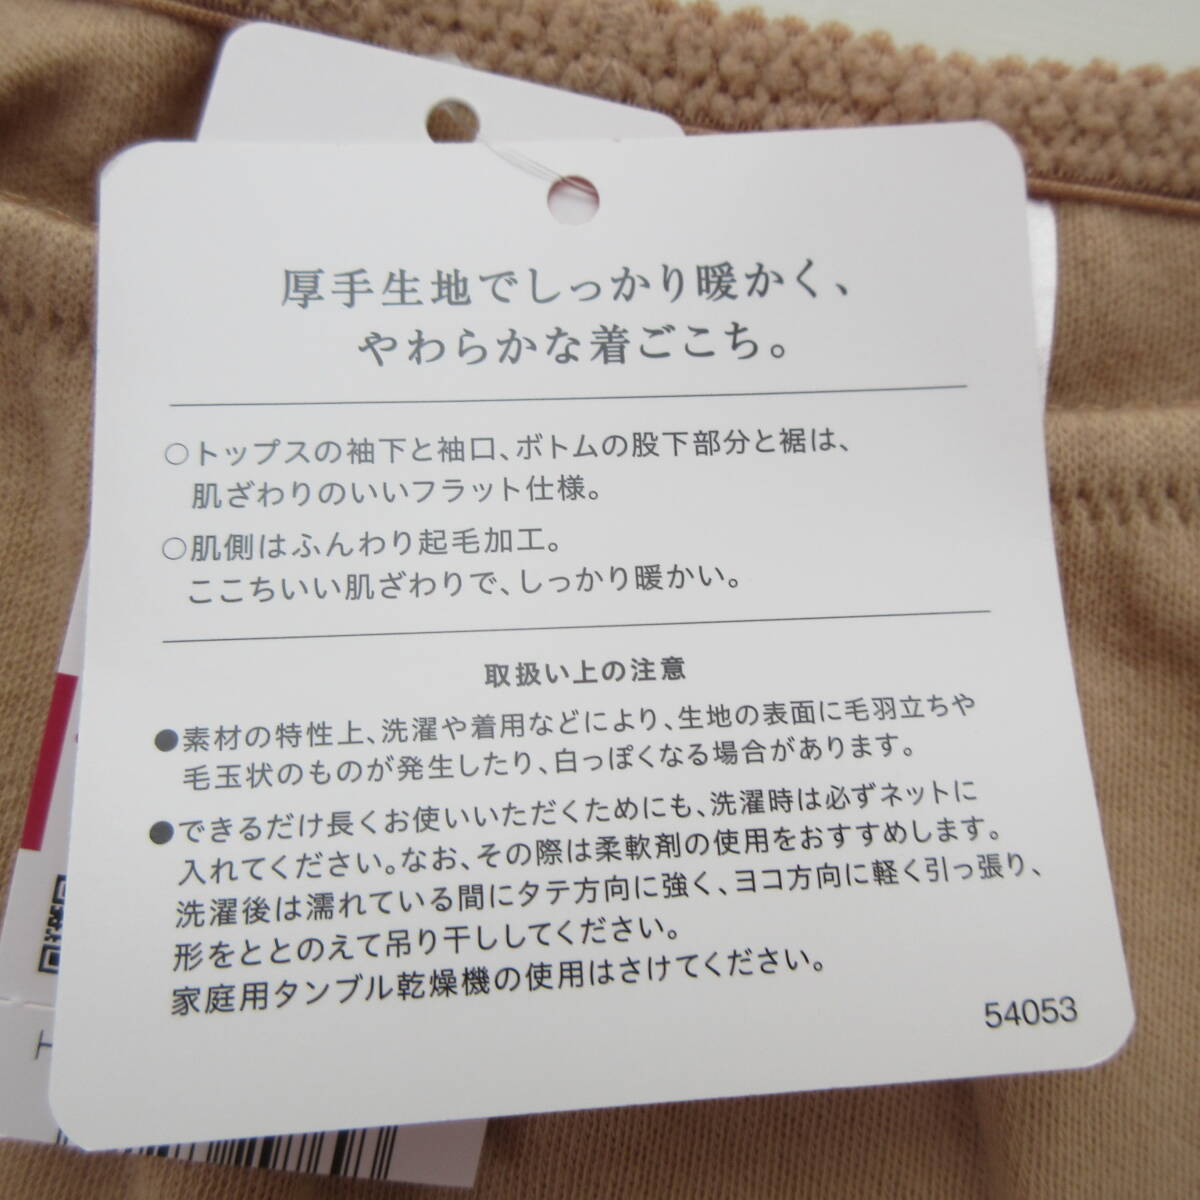 厚手生地でしっかり暖かく、
やわらかな着ごこち。
○トップスの袖下と袖口、ボトムの股下部分と裾は、
肌ざわりのいいフラット仕様。
○肌側はふんわり起毛加工。
ここちいい肌ざわりで、しっかり暖かい。
取扱い上の注意
●素材の特性上、洗濯や着用などにより、生地の表面に毛羽立ちや
毛玉状のものが発生したり、白っぽくなる場合があります。
●できるだけ長くお使いいただくためにも、洗濯時は必ずネットに
入れてください。なお、その際は柔軟剤の使用をおすすめします。
洗濯後は濡れている間にタテ方向に強く、ヨコ方向に軽く引っ張り、
形をととのえて吊り干ししてください。
家庭用タンブル乾燥機の使用はさけてください。
54053